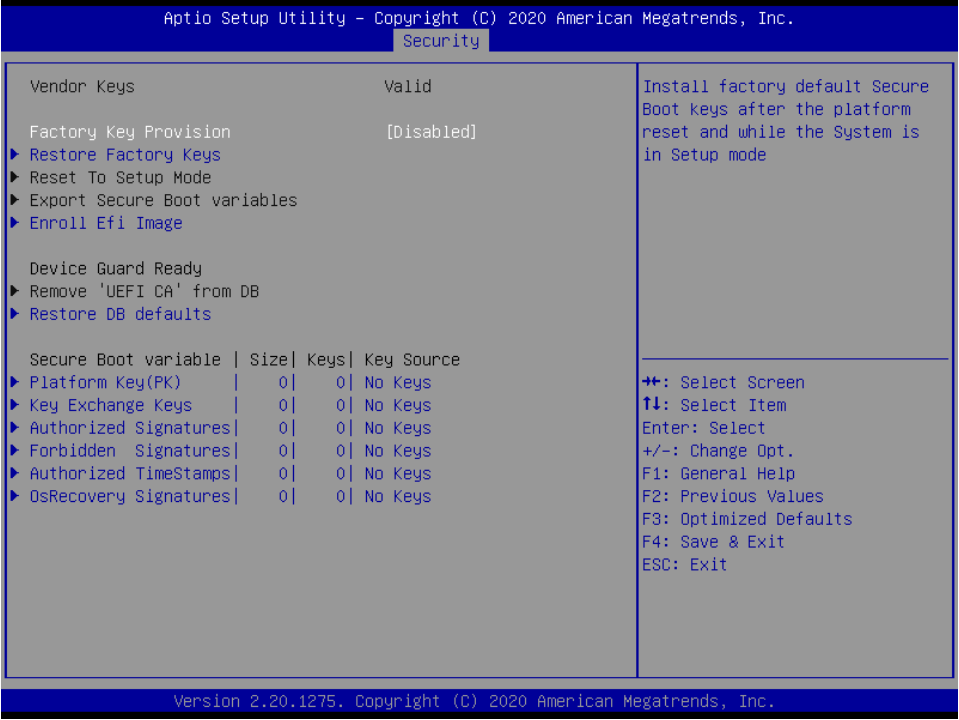 Aptio Setup Utility – Copyright (C) 2020 American Megatrends, Inc.
Security
Vendor Keys Valid
Factory Key Provision [Disabled]
Restore Factory Keys
Reset To Setup Mode
Export Secure Boot variables
Enroll Efi Image
Device Guard Ready
Remove 'UEFI CA' from DB
Restore DB defaults
Secure Boot variable | Size| Keys| Key Source
Platform Key(PK) | 0| 0| No Keys
Key Exchange Keys | 0| 0| No Keys
Authorized Signatures| 0| 0| No Keys
Forbidden Signatures| 0| 0| No Keys
Authorized TimeStamps| 0| 0| No Keys
OsRecovery Signatures| 0| 0| No Keys
Install factory default Secure
Boot keys after the platform
reset and while the System is
in Setup mode
→←: Select Screen
↑↓: Select Item
Enter: Select
+/-: Change Opt.
F1: General Help
F2: Previous Values
F3: Optimized Defaults
F4: Save & Exit
ESC: Exit
Version 2.20.1275. Copyright (C) 2020 American Megatrends, Inc.